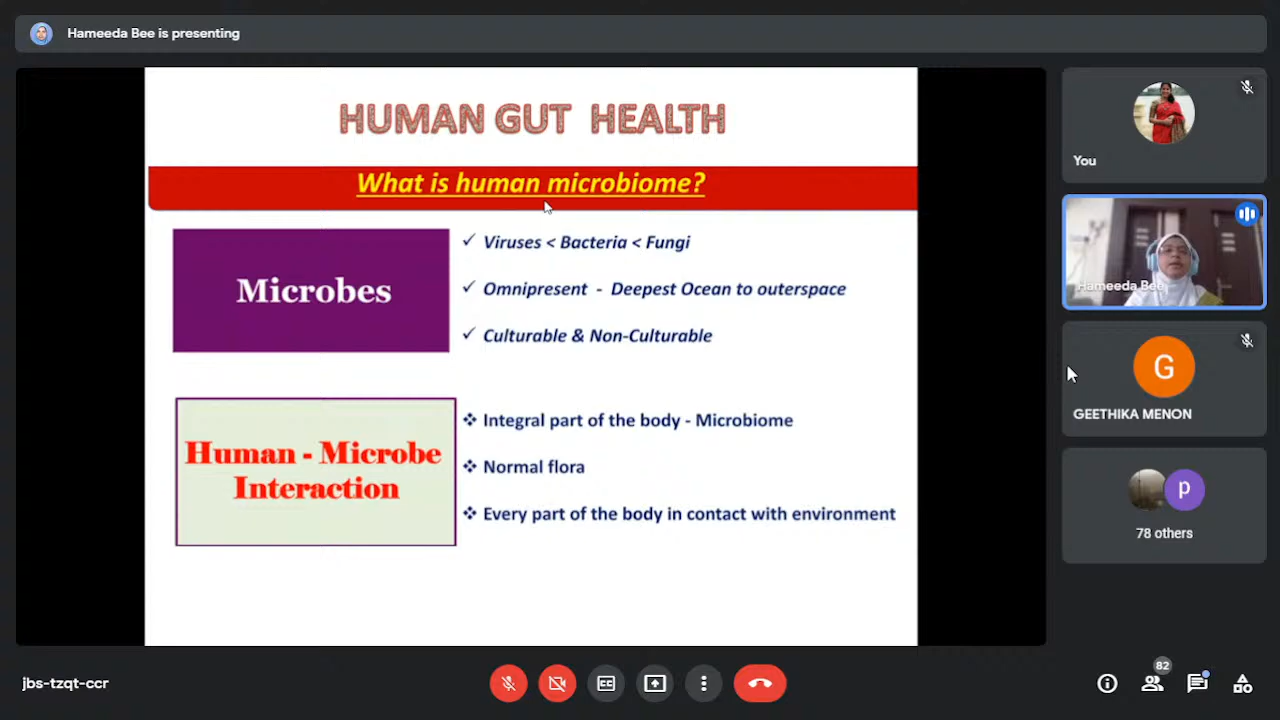 Hameeda Bee is presenting
HUMAN GUT HEALTH
What is human microbiome?
Microbes
✓ Viruses < Bacteria < Fungi
✓ Omnipresent - Deepest Ocean to outerspace
✓ Culturable & Non-Culturable
Human - Microbe
Interaction
❖ Integral part of the body - Microbiome
❖ Normal flora
❖ Every part of the body in contact with environment
You
Hameeda Bee
G
GEETHIKA MENON
p
78 others
jbs-tzqt-ccr
CC
82